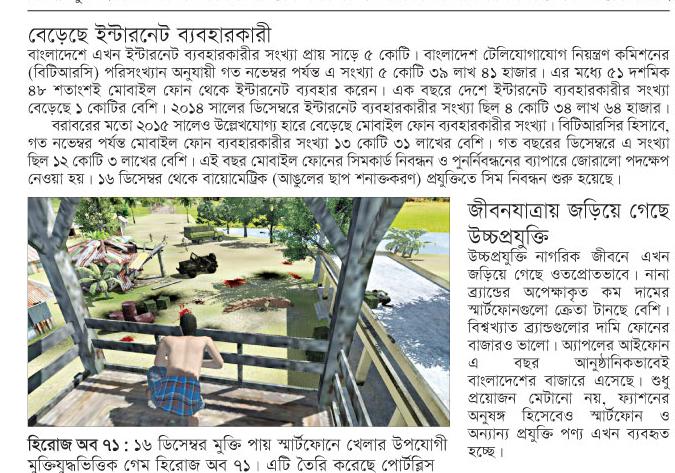 বেড়েছে ইন্টারনেট ব্যবহারকারী
বাংলাদেশে এখন ইন্টারনেট ব্যবহারকারীর সংখ্যা প্রায় সাড়ে ৫ কোটি। বাংলাদেশ টেলিযোগাযোগ নিয়ন্ত্রণ কমিশনের
(বিটিআরসি) পরিসংখ্যান অনুযায়ী গত নভেম্বর পর্যন্ত এ সংখ্যা ৫ কোটি ৩৯ লাখ ৪১ হাজার। এর মধ্যে ৫১ দশমিক
৪৮ শতাংশই মোবাইল ফোন থেকে ইন্টারনেট ব্যবহার করেন। এক বছরে দেশে ইন্টারনেট ব্যবহারকারীর সংখ্যা
বেড়েছে ১ কোটির বেশি। ২০১৪ সালের ডিসেম্বরে ইন্টারনেট ব্যবহারকারীর সংখ্যা ছিল ৪ কোটি ৩৪ লাখ ৬৪ হাজার।
বরাবরের মতো ২০১৫ সালেও উল্লেখযোগ্য হারে বেড়েছে মোবাইল ফোন ব্যবহারকারীর সংখ্যা। বিটিআরসির হিসাবে,
গত নভেম্বর পর্যন্ত মোবাইল ফোন ব্যবহারকারীর সংখ্যা ১৩ কোটি ৩১ লাখের বেশি। গত বছরের ডিসেম্বরে এ সংখ্যা
ছিল ১২ কোটি ৩ লাখের বেশি। এই বছর মোবাইল ফোনের সিমকার্ড নিবন্ধন ও পুনর্নিবন্ধনের ব্যাপারে জোরালো পদক্ষেপ
নেওয়া হয়। ১৬ ডিসেম্বর থেকে বায়োমেট্রিক (আঙুলের ছাপ শনাক্তকরণ) প্রযুক্তিতে সিম নিবন্ধন শুরু হয়েছে।
জীবনযাত্রায় জড়িয়ে গেছে
উচ্চপ্রযুক্তি
উচ্চপ্রযুক্তি নাগরিক জীবনে এখন
জড়িয়ে গেছে ওতপ্রোতভাবে। নানা
ব্র্যান্ডের অপেক্ষাকৃত কম দামের
স্মার্টফোনগুলো ক্রেতা টানছে বেশি।
বিশ্বখ্যাত ব্র্যান্ডগুলোর দামি ফোনের
বাজারও ভালো। অ্যাপলের আইফোন
এ বছর আনুষ্ঠানিকভাবেই
বাংলাদেশের বাজারে এসেছে। শুধু
প্রয়োজন মেটানো নয়, ফ্যাশনের
অনুষঙ্গ হিসেবেও স্মার্টফোন ও
অন্যান্য প্রযুক্তি পণ্য এখন ব্যবহৃত
হচ্ছে।
হিরোজ অব ৭১ : ১৬ ডিসেম্বর মুক্তি পায় স্মার্টফোনে খেলার উপযোগী
মুক্তিযুদ্ধভিত্তিক গেম হিরোজ অব ৭১। এটি তৈরি করেছে পোর্টব্লিস